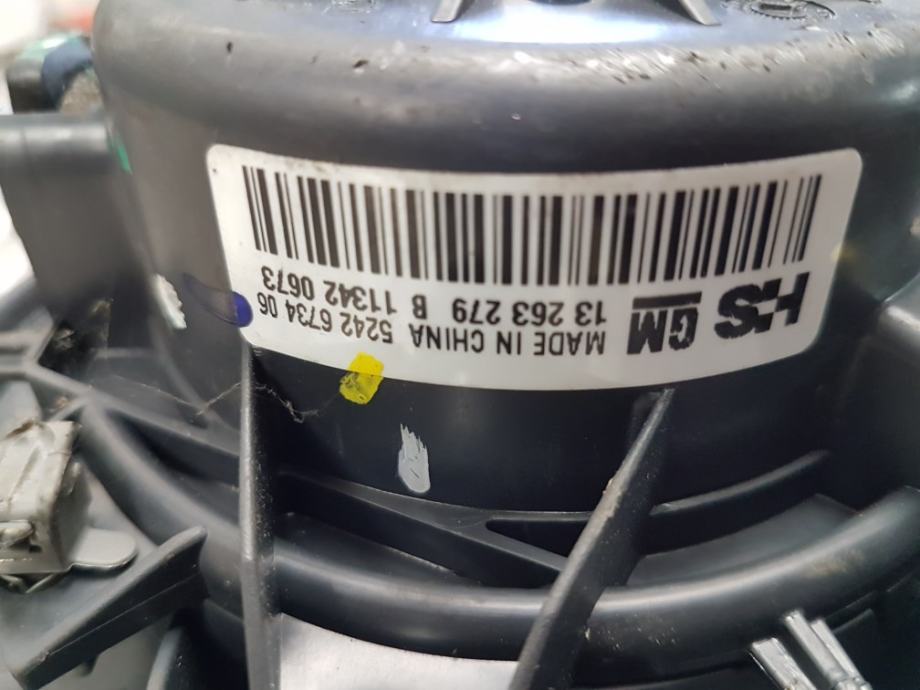 HS GM MADE IN CHINA 5242 6734 06
13 263 279 B 11342 0673